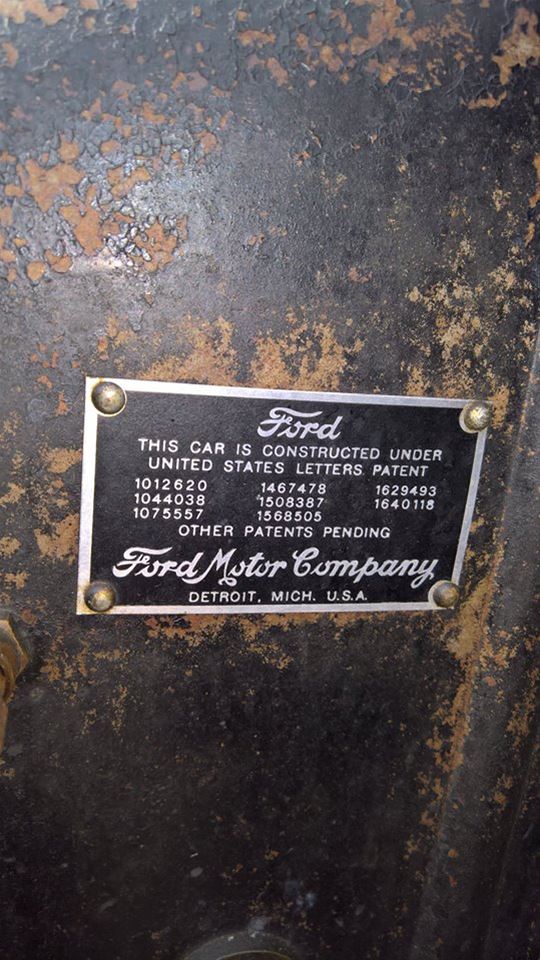 Ford
THIS CAR IS CONSTRUCTED UNDER
UNITED STATES LETTERS PATENT
1012620 1467478 1629493
1044038 1508387 1640118
1075557 1568505
OTHER PATENTS PENDING
Ford Motor Company
DETROIT, MICH. U.S.A.